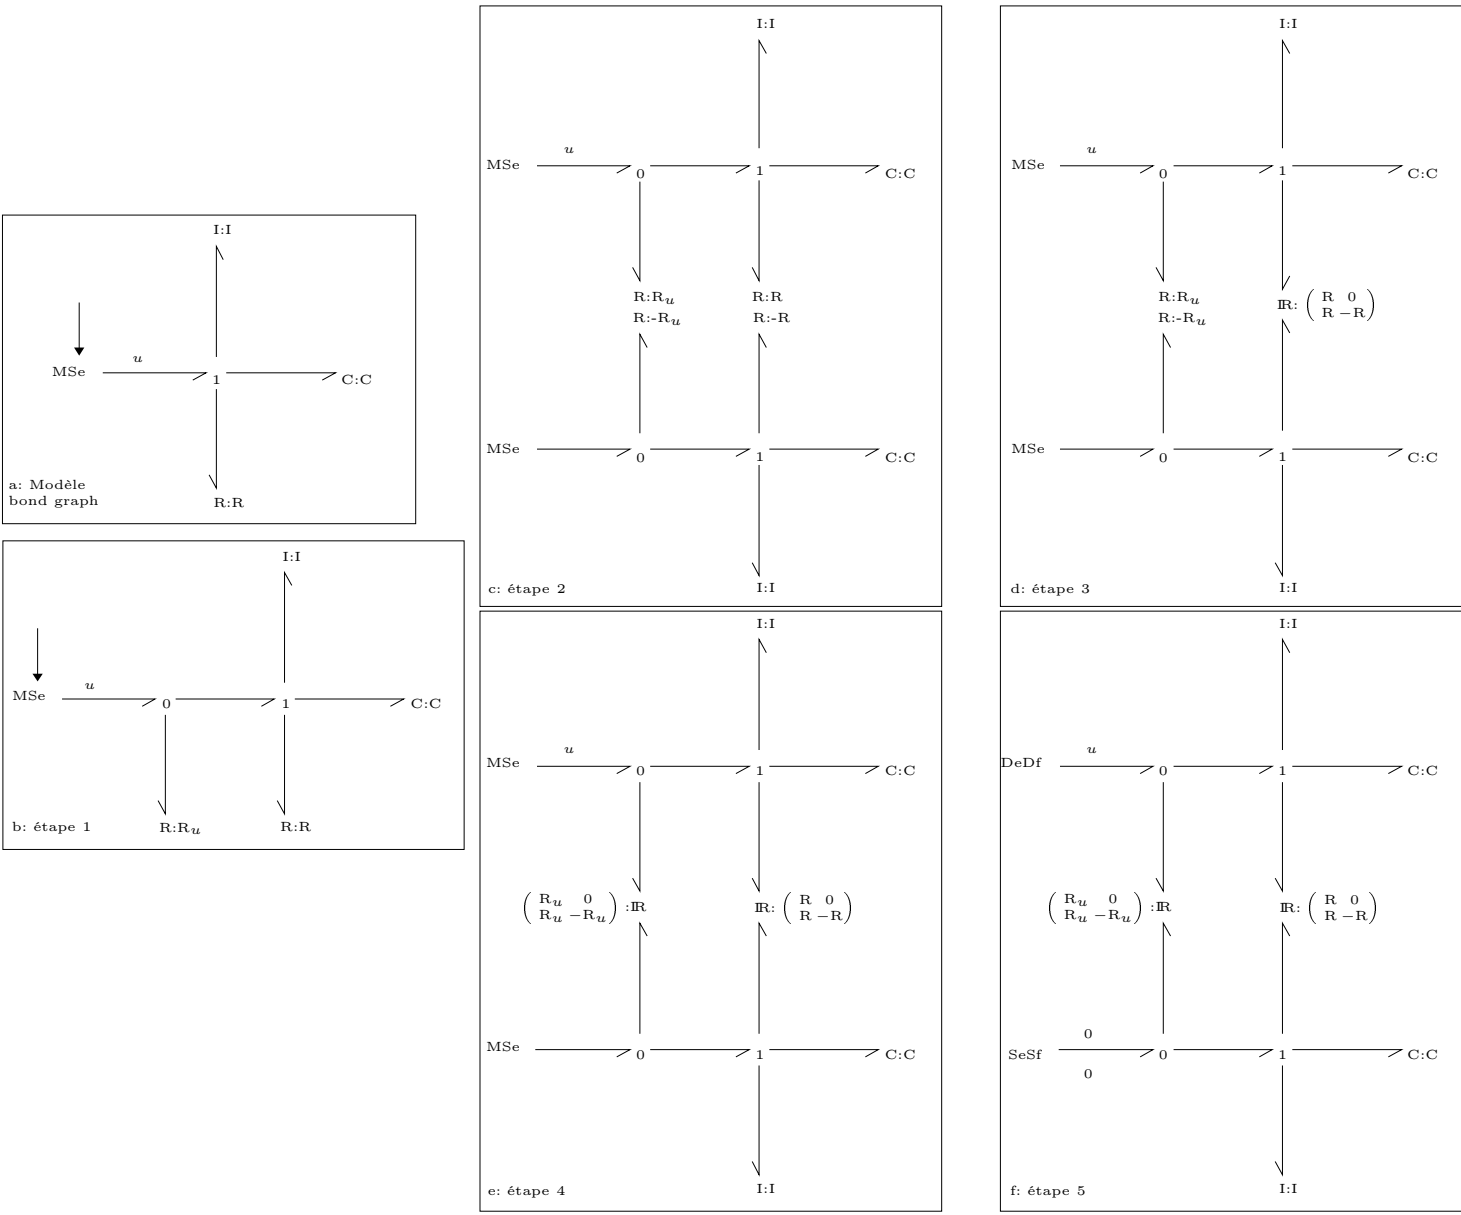 I:I
MSe
u
1
C:C
R:R
a: Modèle
bond graph
I:I
MSe
u
0
1
C:C
R:Ru
R:R
b: étape 1
I:I
MSe
u
0
1
C:C
R:Ru
R:R
R:-Ru
R:-R
MSe
0
1
C:C
I:I
c: étape 2
I:I
MSe
u
0
1
C:C
R:Ru
R:-Ru
IR: ( R 0
R −R )
MSe
0
1
C:C
I:I
d: étape 3
I:I
MSe
u
0
1
C:C
( Ru 0
Ru −Ru ) :IR
IR: ( R 0
R −R )
MSe
0
1
C:C
I:I
e: étape 4
I:I
DeDf
u
0
1
C:C
( Ru 0
Ru −Ru ) :IR
IR: ( R 0
R −R )
0
SeSf
0
0
1
C:C
I:I
f: étape 5